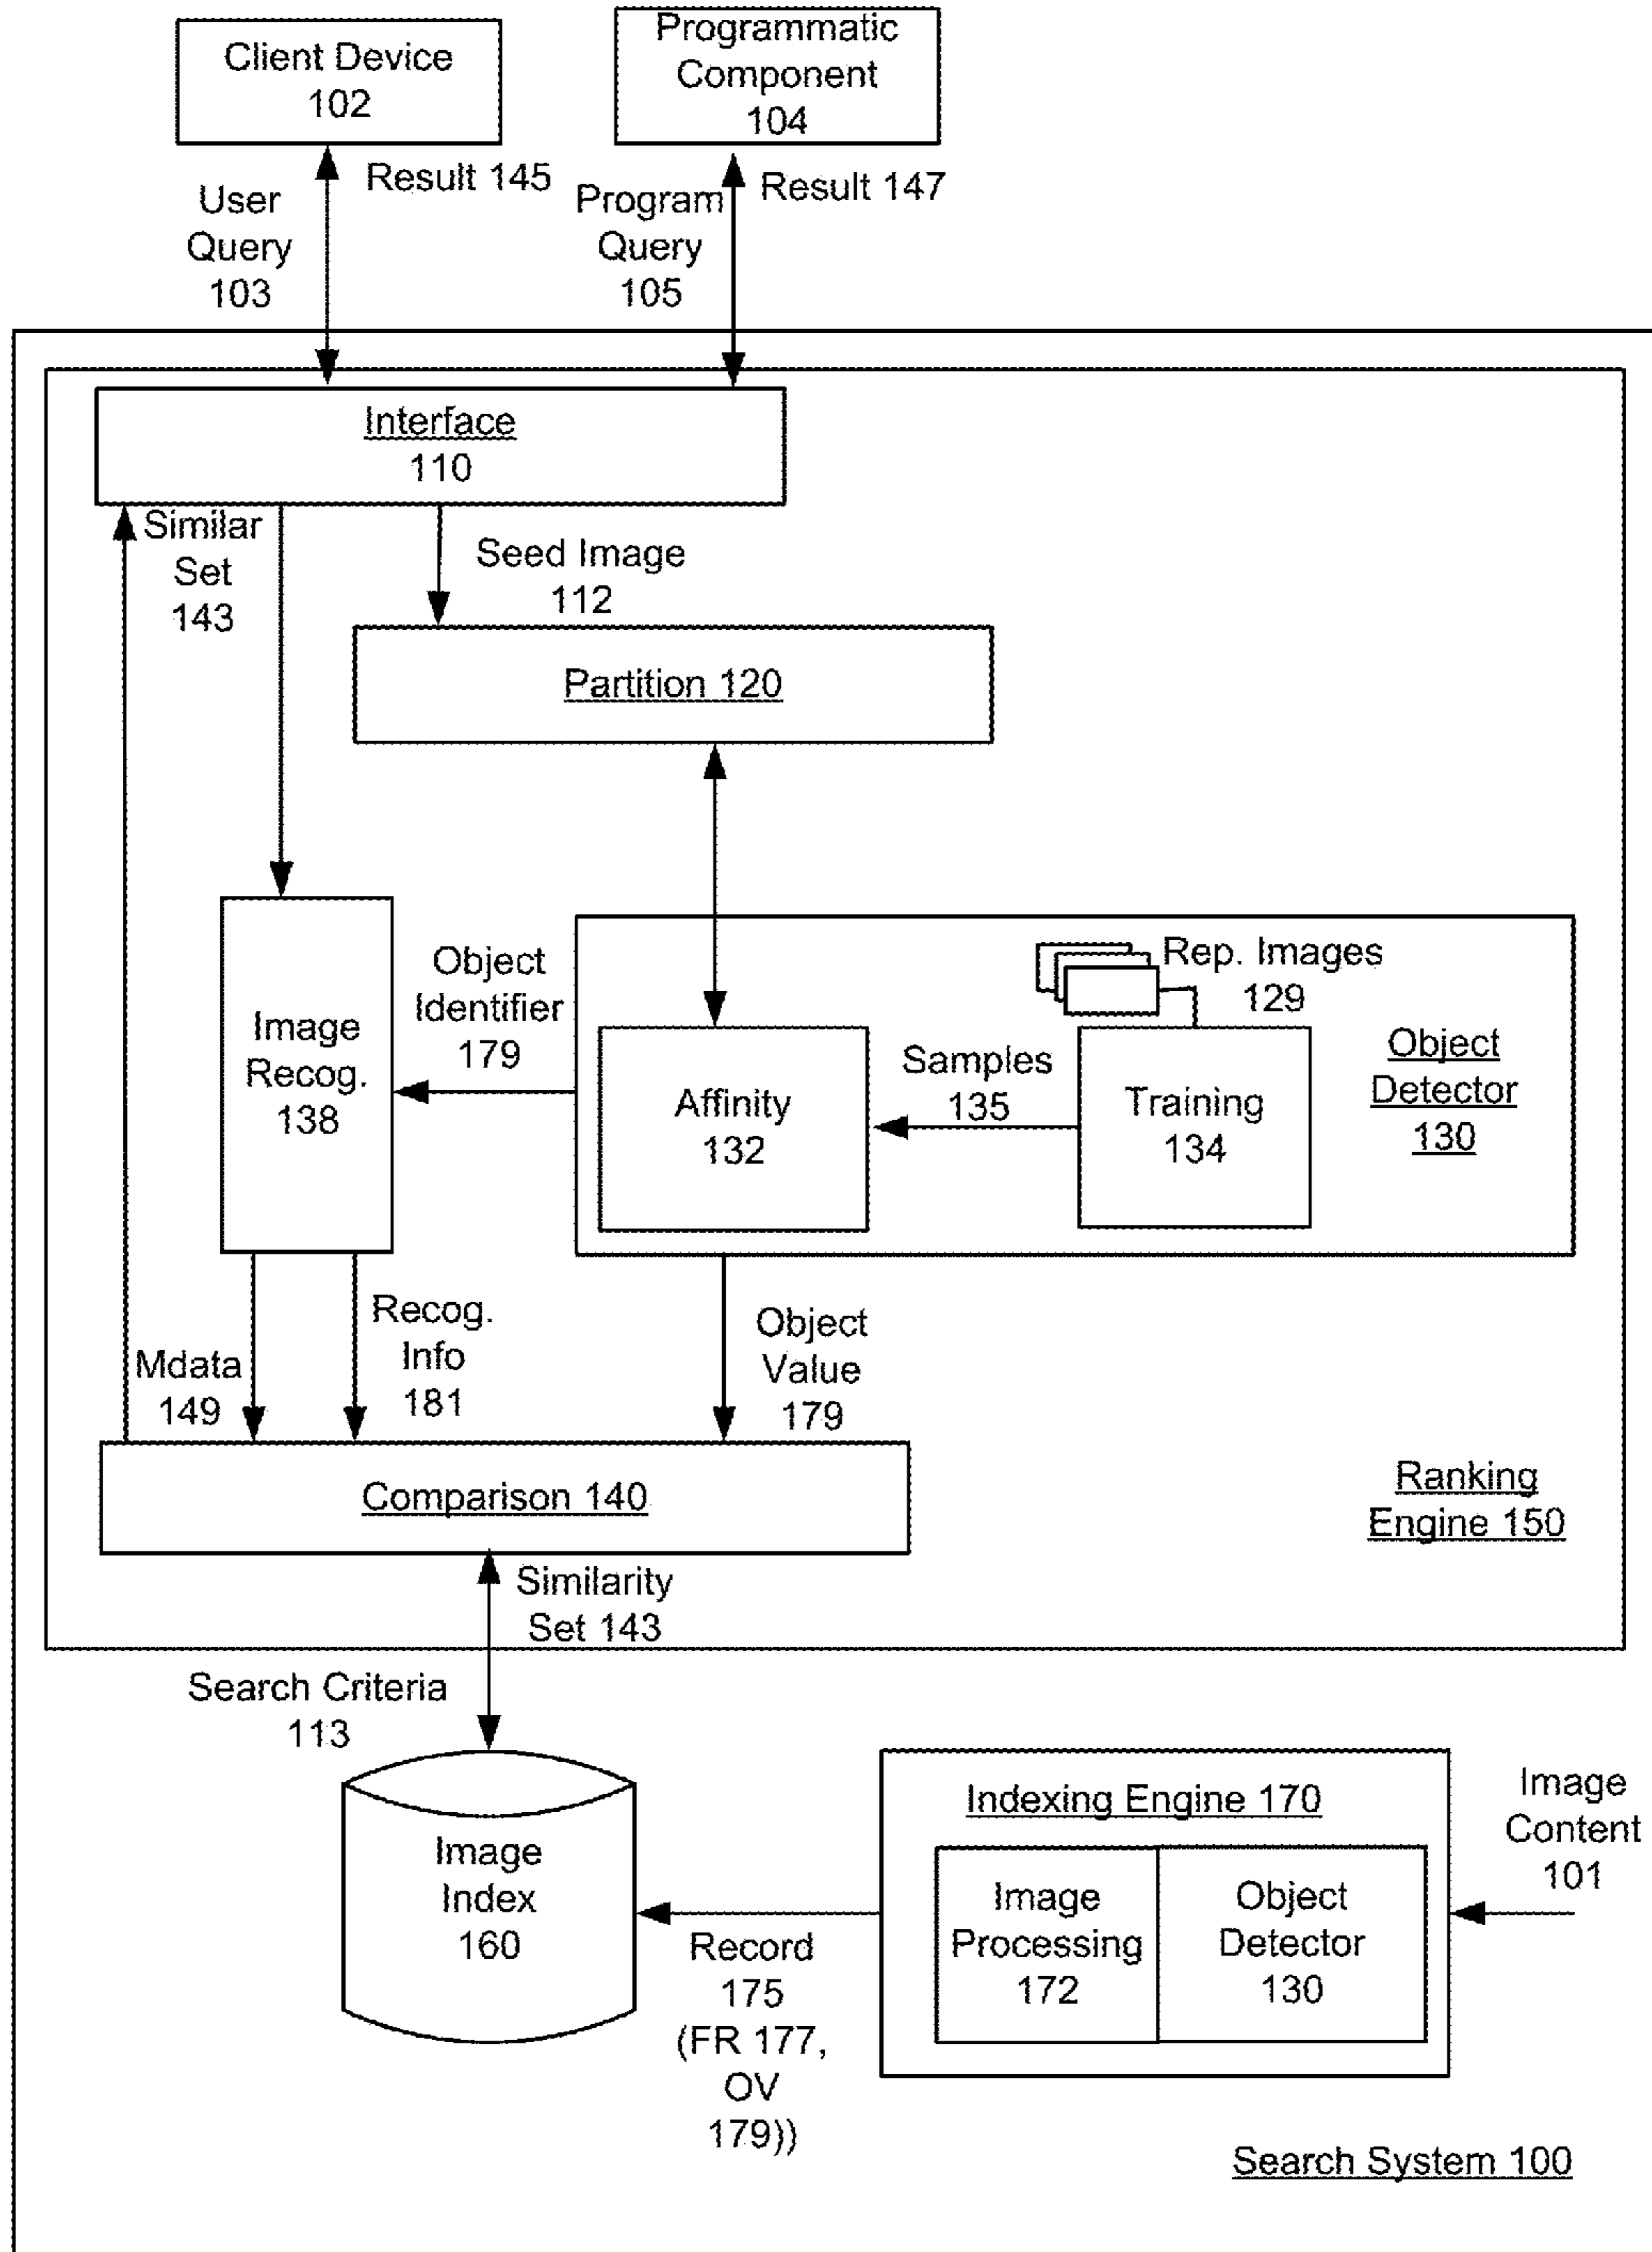 Client Device
102
Programmatic
Component
104
Result 145
User
Query
103
Result 147
Program
Query
105
Interface
110
Similar
Set
143
Seed Image
112
Partition 120
Object
Identifier
179
Rep. Images
129
Image
Recog.
138
Affinity
132
Samples
135
Training
134
Object
Detector
130
Mdata
149
Recog.
Info
181
Object
Value
179
Comparison 140
Ranking
Engine 150
Similarity
Set 143
Search Criteria
113
Image
Index
160
Indexing Engine 170
Image
Processing
172
Object
Detector
130
Image
Content
101
Record
175
(FR 177,
OV
179))
Search System 100